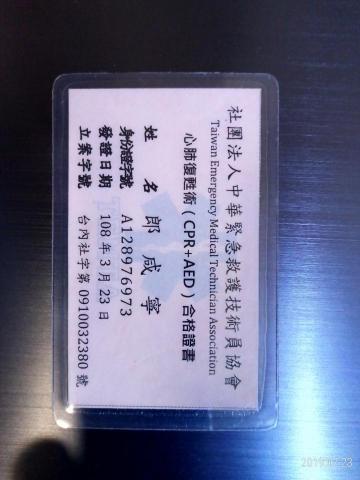 社團法人中華緊急救護技術員協會
Taiwan Emergency Medical Technician Association
心肺復甦術(CPR+AED)合格證書
姓 名 郎 咸 寧
身份證字號 A128976973
發證日期 108 年 3 月 23 日
立案字號 台內社字第 0910032380 號